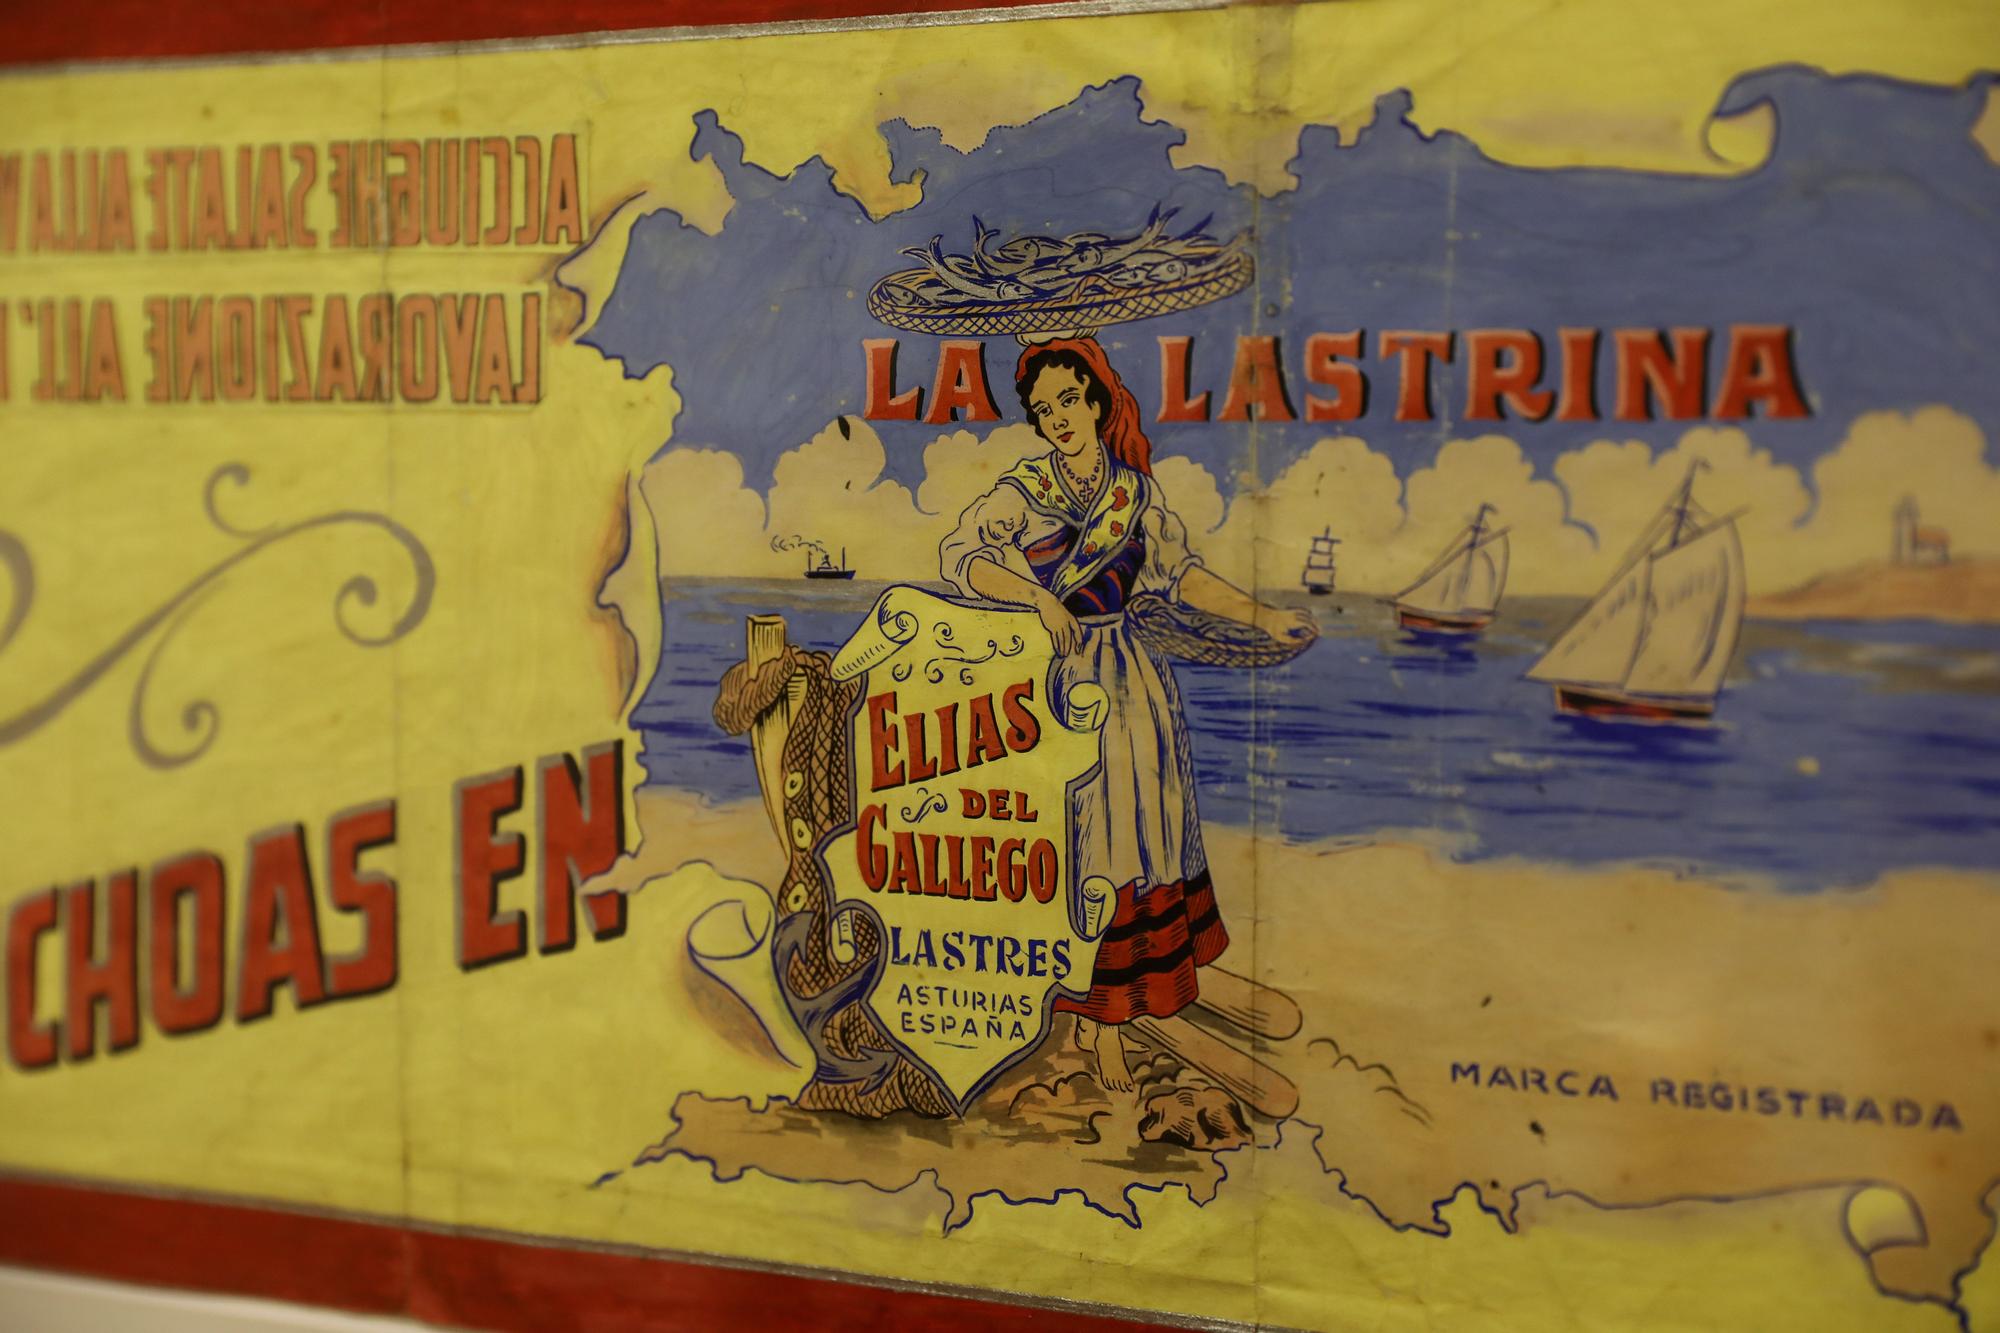 ACCIUGHE SALATE ALLA
LAVORAZIONE ALL'
CHOAS EN
LA LASTRINA
ELIAS
DEL
GALLEGO
LASTRES
ASTURIAS
ESPAÑA
MARCA REGISTRADA